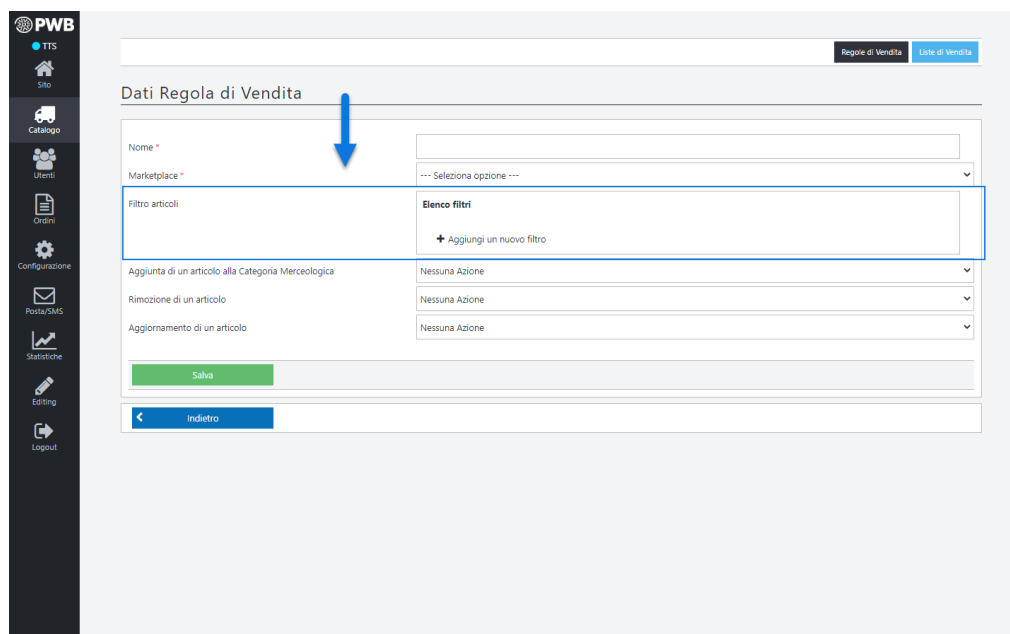 PWB
TTS
Sito
Catalogo
Utenti
Ordini
Configurazione
Posta/SMS
Statistiche
Editing
Logout
Regole di Vendita
Liste di Vendita
Dati Regola di Vendita
Nome *
Marketplace *
--- Seleziona opzione ---
Filtro articoli
Elenco filtri
+ Aggiungi un nuovo filtro
Aggiunta di un articolo alla Categoria Merceologica
Nessuna Azione
Rimozione di un articolo
Nessuna Azione
Aggiornamento di un articolo
Nessuna Azione
Salva
Indietro